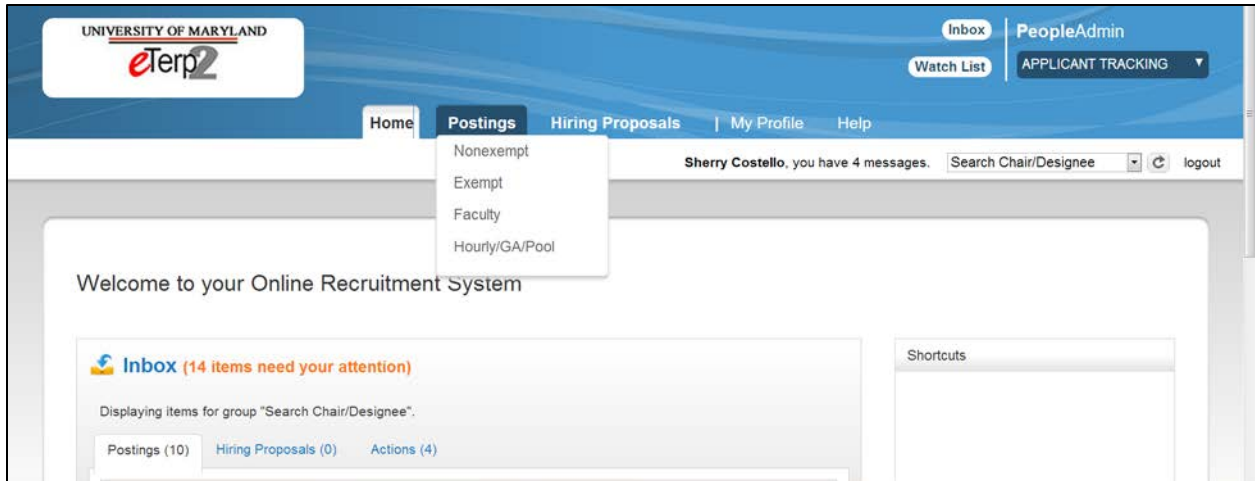 UNIVERSITY OF MARYLAND
eTerp2
Inbox
PeopleAdmin
Watch List
APPLICANT TRACKING
Home Postings Hiring Proposals | My Profile Help
Nonexempt
Exempt
Faculty
Hourly/GA/Pool
Sherry Costello, you have 4 messages. Search Chair/Designee logout
Welcome to your Online Recruitment System
Inbox (14 items need your attention)
Shortcuts
Displaying items for group "Search Chair/Designee".
Postings (10) Hiring Proposals (0) Actions (4)